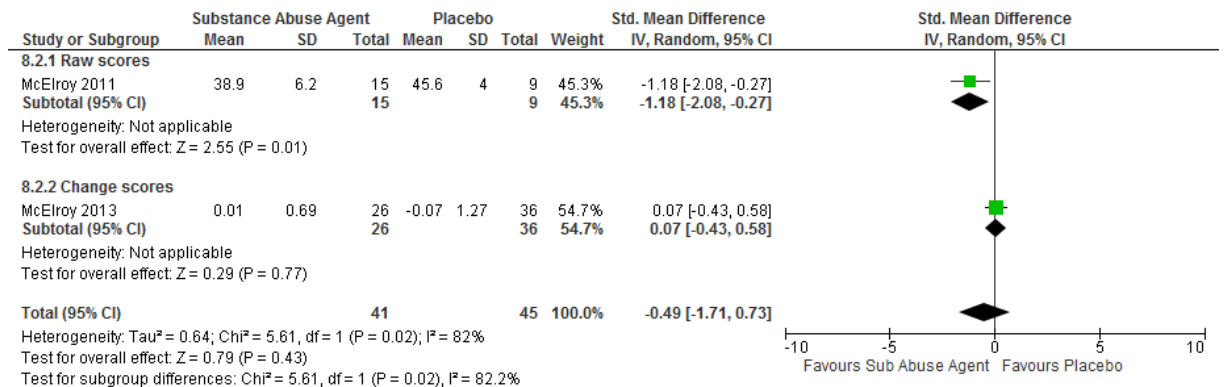 Substance Abuse Agent Placebo Std. Mean Difference Std. Mean Difference
Study or Subgroup Mean SD Total Mean SD Total Weight IV, Random, 95% CI IV, Random, 95% CI
8.2.1 Raw scores
McElroy 2011 38.9 6.2 15 45.6 4 9 45.3% -1.18 [-2.08, -0.27]
Subtotal (95% CI) 15 9 45.3% -1.18 [-2.08, -0.27]
Heterogeneity: Not applicable
Test for overall effect: Z = 2.55 (P = 0.01)
8.2.2 Change scores
McElroy 2013 0.01 0.69 26 -0.07 1.27 36 54.7% 0.07 [-0.43, 0.58]
Subtotal (95% CI) 26 36 54.7% 0.07 [-0.43, 0.58]
Heterogeneity: Not applicable
Test for overall effect: Z = 0.29 (P = 0.77)
Total (95% CI) 41 45 100.0% -0.49 [-1.71, 0.73]
Heterogeneity: Tau² = 0.64; Chi² = 5.61, df = 1 (P = 0.02); I² = 82%
Test for overall effect: Z = 0.79 (P = 0.43)
Test for subgroup differences: Chi² = 5.61, df = 1 (P = 0.02), I² = 82.2%
-10 -5 0 5 10
Favours Sub Abuse Agent Favours Placebo